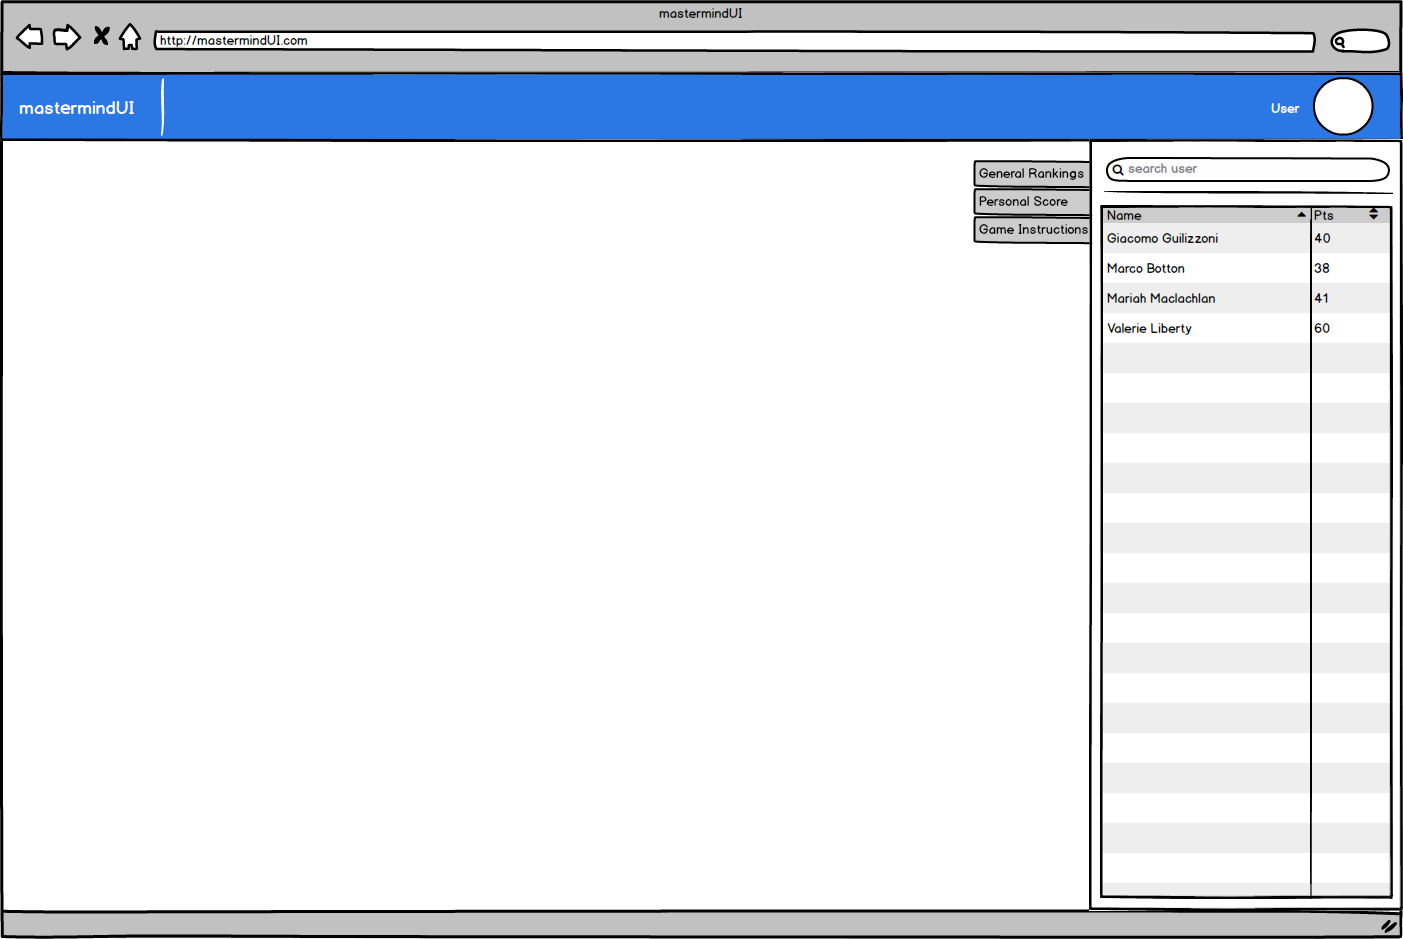 mastermindUI
http://mastermindUI.com
mastermindUI
User
General Rankings
Personal Score
Game Instructions
search user
Name Pts
Giacomo Guilizzoni 40
Marco Botton 38
Mariah Maclachlan 41
Valerie Liberty 60